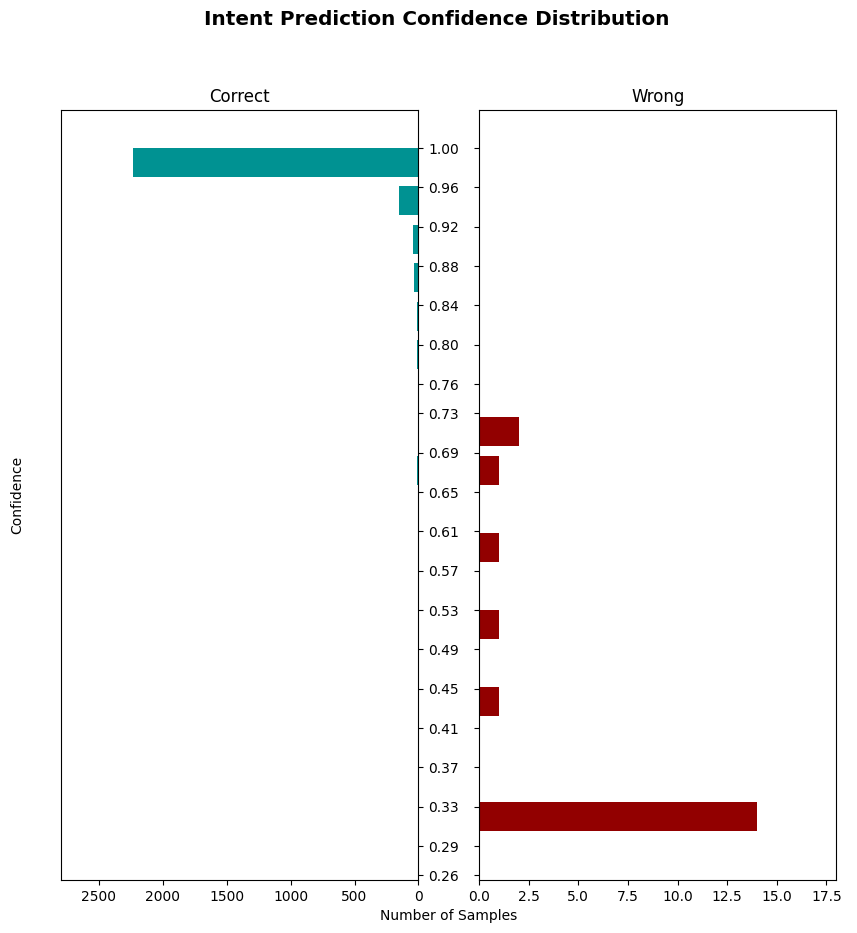 Intent Prediction Confidence Distribution
Correct
Wrong
1.00
0.96
0.92
0.88
0.84
0.80
0.76
0.73
0.69
0.65
0.61
0.57
0.53
0.49
0.45
0.41
0.37
0.33
0.29
0.26
Confidence
2500 2000 1500 1000 500 0
0.0 2.5 5.0 7.5 10.0 12.5 15.0 17.5
Number of Samples